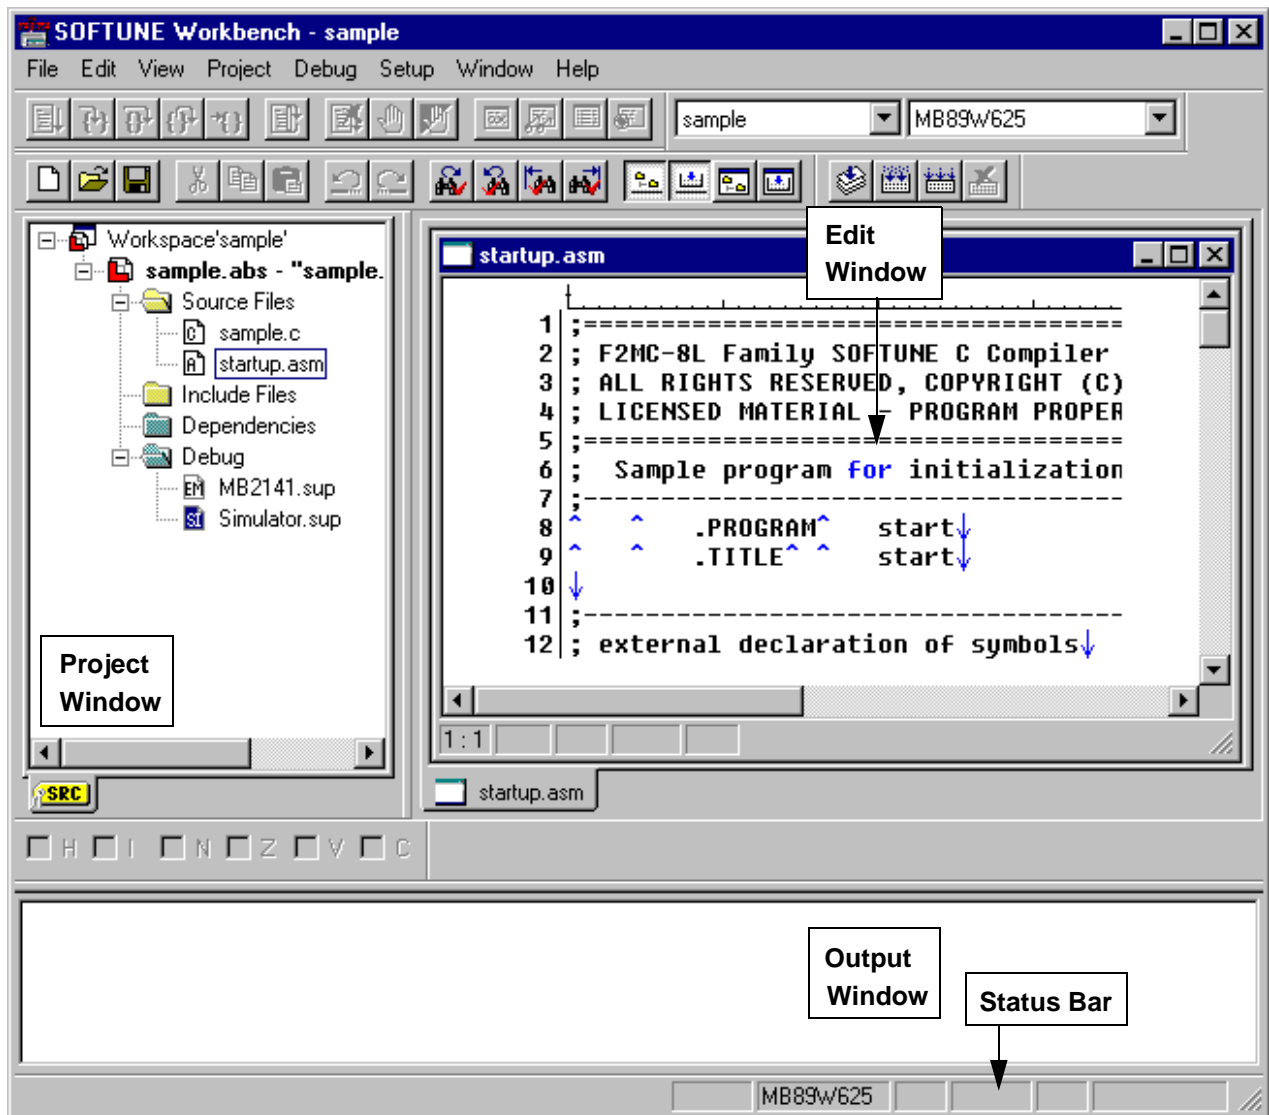 SOFTUNE Workbench - sample
File Edit View Project Debug Setup Window Help
sample
MB89W625
Workspace'sample'
sample.abs - "sample.
Source Files
sample.c
startup.asm
Include Files
Dependencies
Debug
MB2141.sup
Simulator.sup
Project
Window
SRC
startup.asm
Edit
Window
1 ;===================================
2 ; F2MC-8L Family SOFTUNE C Compiler
3 ; ALL RIGHTS RESERVED, COPYRIGHT (C)
4 ; LICENSED MATERIAL - PROGRAM PROPER
5 ;===================================
6 ;  Sample program for initialization
7 ;-----------------------------------
8 ^ ^ .PROGRAM^ start↓
9 ^ ^ .TITLE^ ^ start↓
10 ↓
11 ;-----------------------------------
12 ; external declaration of symbols↓
1:1
startup.asm
H I N Z V C
Output
Window
Status Bar
MB89W625